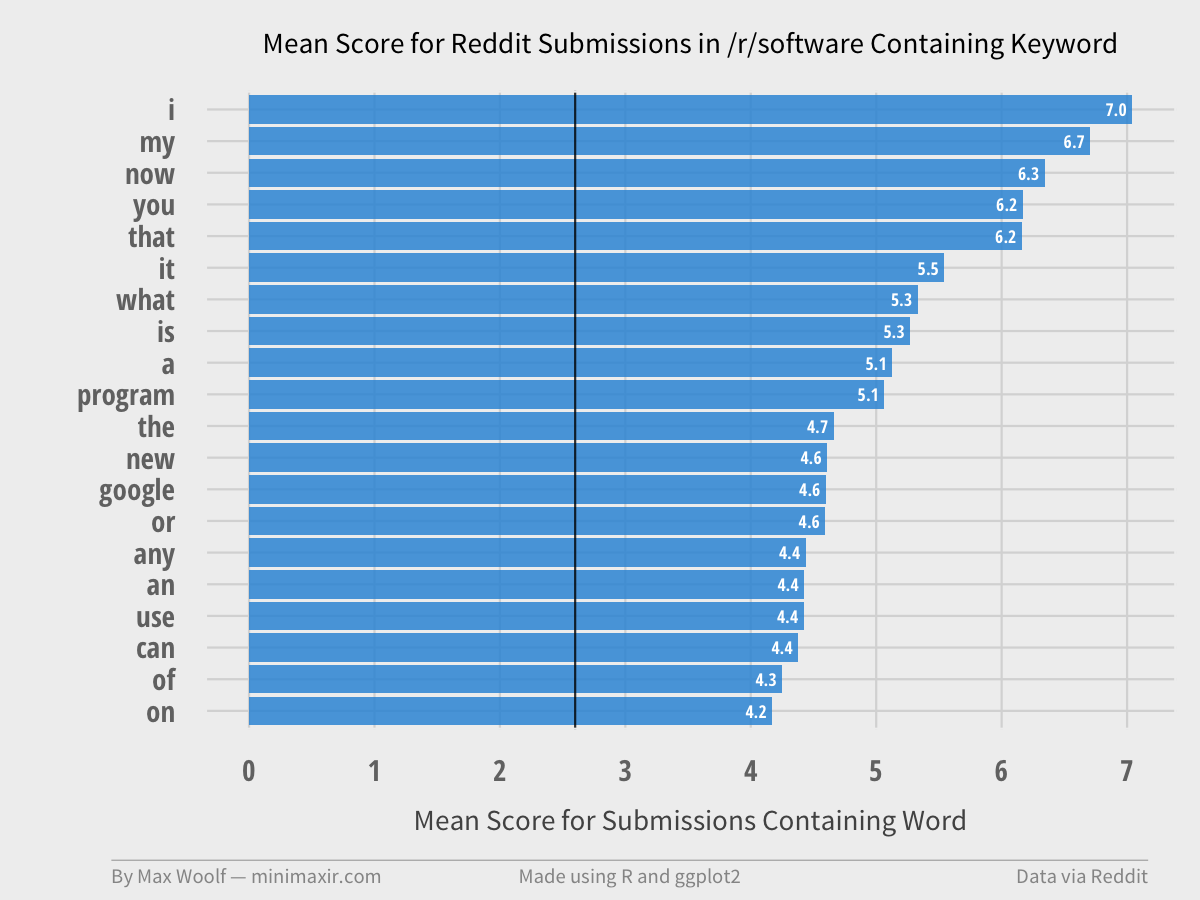 Mean Score for Reddit Submissions in /r/software Containing Keyword
i 7.0
my 6.7
now 6.3
you 6.2
that 6.2
it 5.5
what 5.3
is 5.3
a 5.1
program 5.1
the 4.7
new 4.6
google 4.6
or 4.6
any 4.4
an 4.4
use 4.4
can 4.4
of 4.3
on 4.2
0 1 2 3 4 5 6 7
Mean Score for Submissions Containing Word
By Max Woolf — minimaxir.com Made using R and ggplot2 Data via Reddit